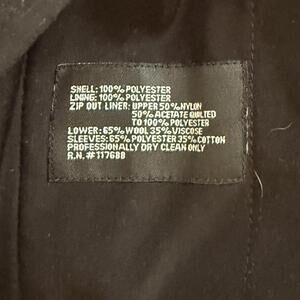 SHELL: 100% POLYESTER
LINING: 100% POLYESTER
ZIP OUT LINER: UPPER 50% NYLON
50% ACETATE QUILTED
TO 100% POLYESTER
LOWER: 65% WOOL 35% VISCOSE
SLEEVES: 65% POLYESTER 35% COTTON
PROFESSIONALLY DRY CLEAN ONLY
R.N. #117688